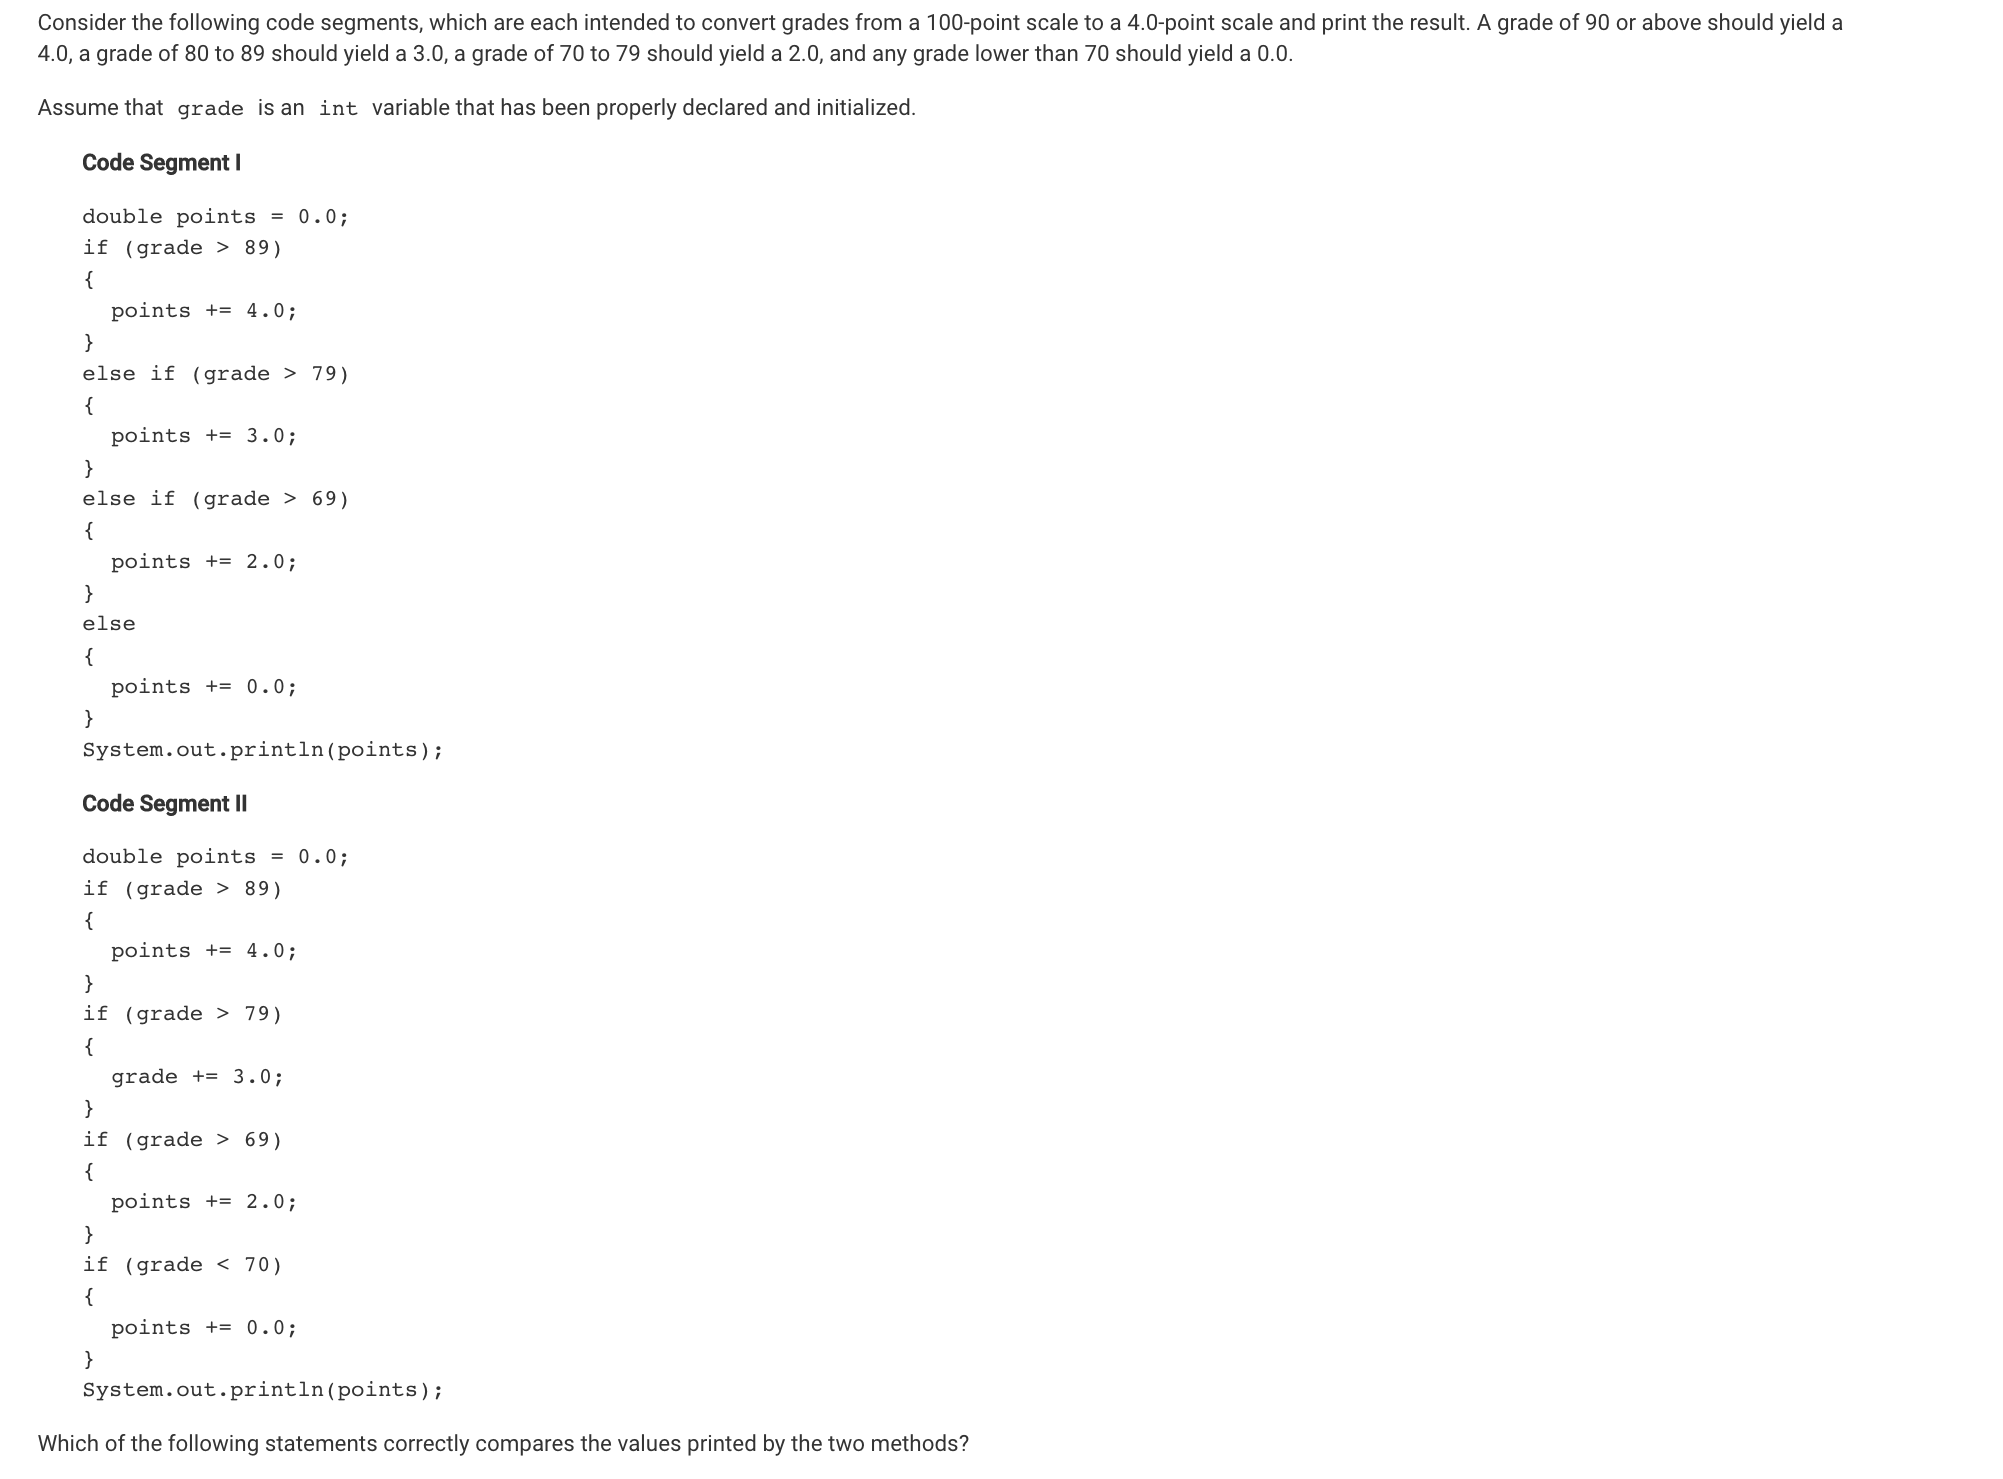 Consider the following code segments, which are each intended to convert grades from a 100-point scale to a 4.0-point scale and print the result. A grade of 90 or above should yield a
4.0, a grade of 80 to 89 should yield a 3.0, a grade of 70 to 79 should yield a 2.0, and any grade lower than 70 should yield a 0.0.
Assume that grade is an int variable that has been properly declared and initialized.
Code Segment I
double points = 0.0;
if (grade > 89)
{
  points += 4.0;
}
else if (grade > 79)
{
  points += 3.0;
}
else if (grade > 69)
{
  points += 2.0;
}
else
{
  points += 0.0;
}
System.out.println(points);
Code Segment II
double points = 0.0;
if (grade > 89)
{
  points += 4.0;
}
if (grade > 79)
{
  grade += 3.0;
}
if (grade > 69)
{
  points += 2.0;
}
if (grade < 70)
{
  points += 0.0;
}
System.out.println(points);
Which of the following statements correctly compares the values printed by the two methods?